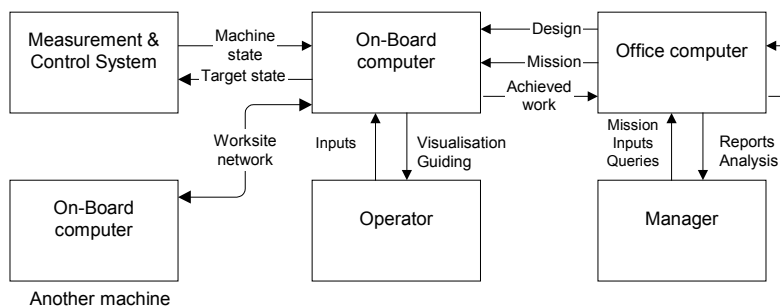 Measurement &
Control System
Machine
state
Target state
On-Board
computer
Design
Mission
Achieved
work
Office computer
Worksite
network
Inputs
Visualisation
Guiding
Mission
Inputs
Queries
Reports
Analysis
On-Board
computer
Operator
Manager
Another machine